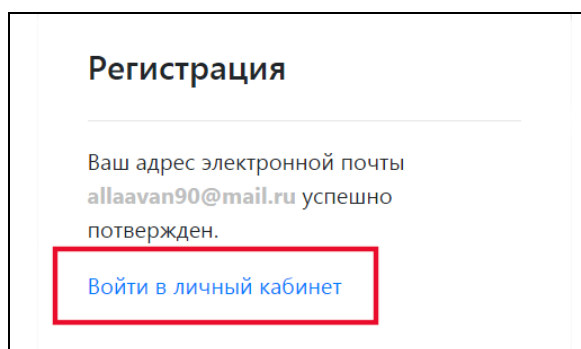 Регистрация
Ваш адрес электронной почты
allaavan90@mail.ru успешно
потвержден.
Войти в личный кабинет